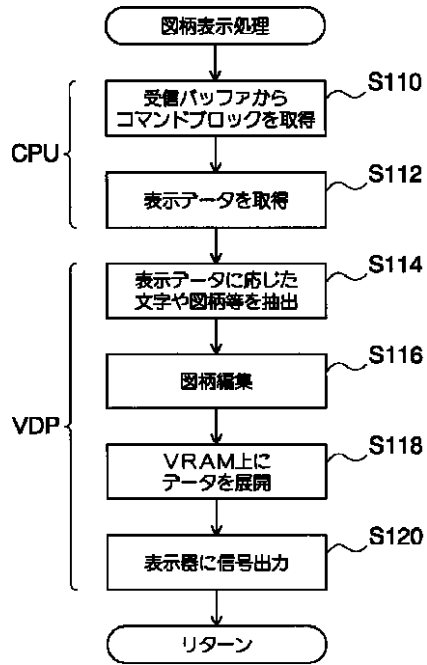 図柄表示処理
受信バッファから
コマンドブロックを取得
S110
CPU
表示データを取得
S112
表示データに応じた
文字や図柄等を抽出
S114
図柄編集
S116
VDP
VRAM上に
データを展開
S118
表示器に信号出力
S120
リターン